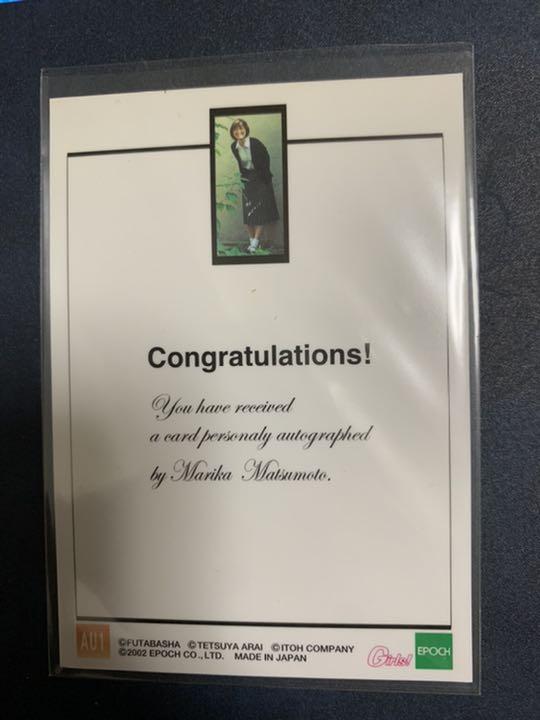 Congratulations!
You have received
a card personaly autographed
by Marika Matsumoto.
AU1
©FUTABASHA ©TETSUYA ARAI ©ITOH COMPANY
©2002 EPOCH CO.,LTD. MADE IN JAPAN
Girls!
EPOCH